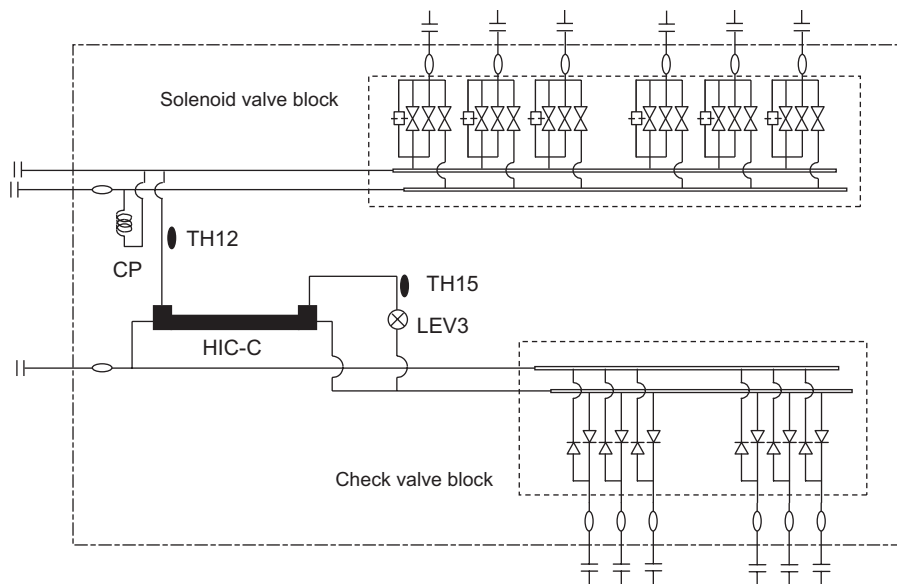 Solenoid valve block
TH12
CP
TH15
LEV3
HIC-C
Check valve block